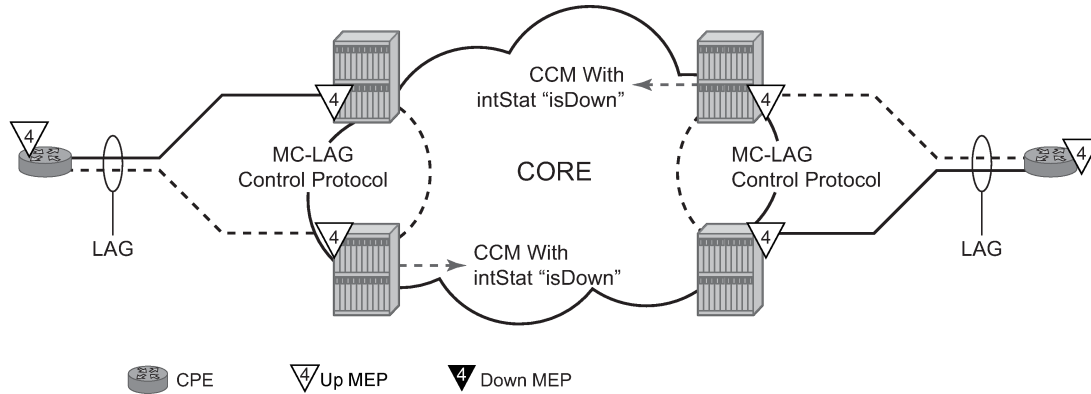 CCM With
intStat “isDown”
4
4
4
4
MC-LAG
Control Protocol
CORE
MC-LAG
Control Protocol
LAG
4
4
LAG
CCM With
intStat “isDown”
CPE
4 Up MEP
4 Down MEP